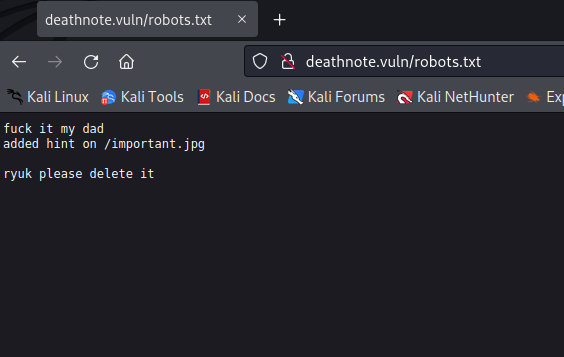 deathnote.vuln/robots.txt
deathnote.vuln/robots.txt
Kali Linux Kali Tools Kali Docs Kali Forums Kali NetHunter
fuck it my dad
added hint on /important.jpg
ryuk please delete it